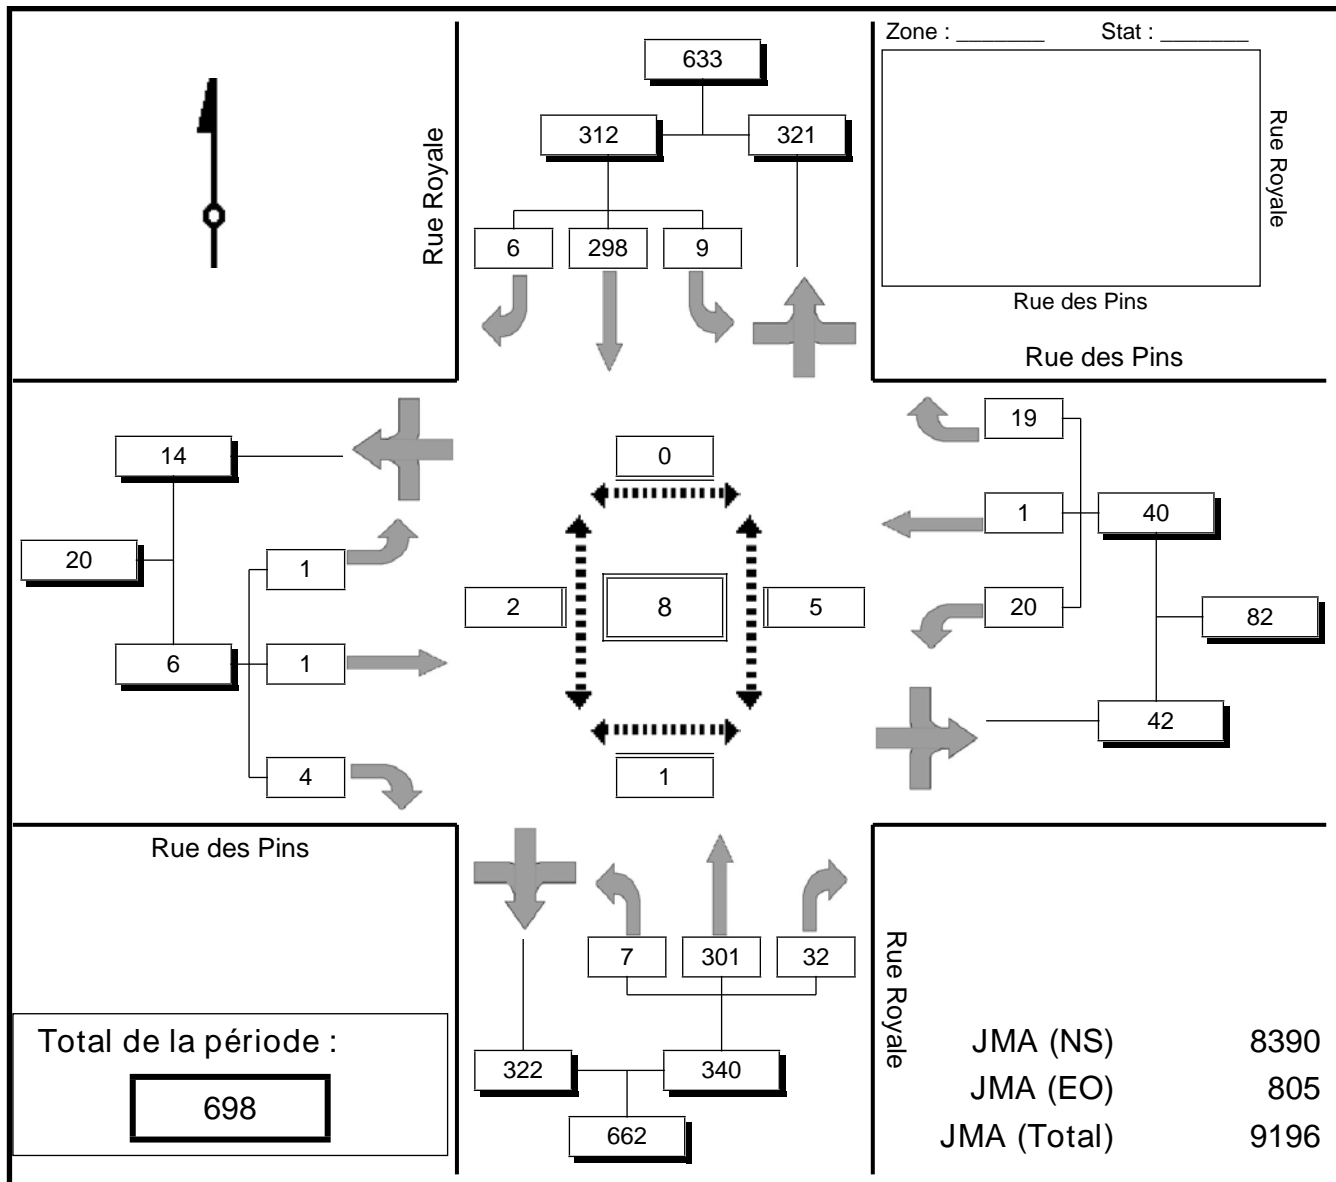 Zone : _______ Stat : _______
633
312
321
Rue Royale
Rue Royale
6
298
9
Rue des Pins
Rue des Pins
19
14
0
1
40
20
1
2
8
5
20
82
6
1
42
4
1
Rue des Pins
7
301
32
Rue Royale
Total de la période :
698
322
340
662
JMA (NS) 8390
JMA (EO) 805
JMA (Total) 9196